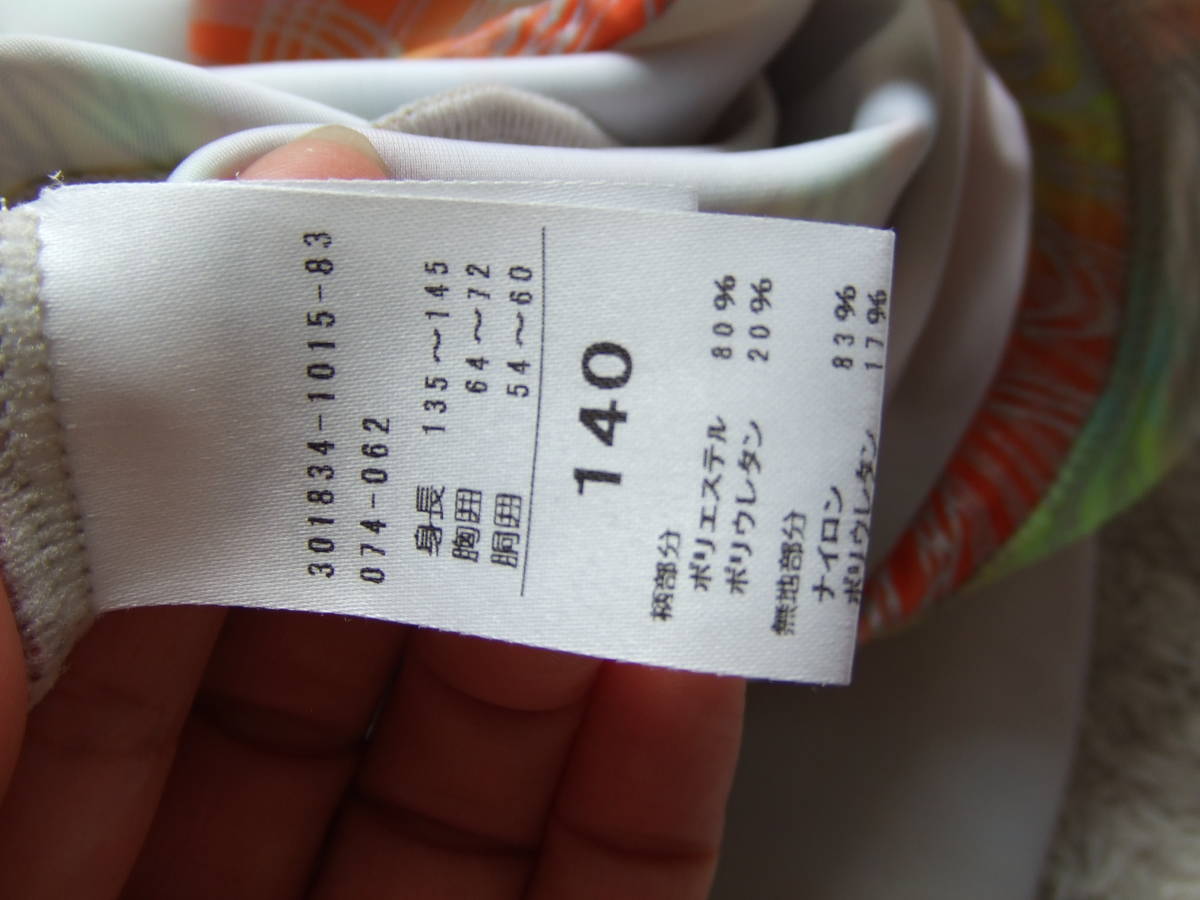 301834-1015-83
074-062
身長 135~145
胸囲 64~72
胴囲 54~60
140
柄部分
ポリエステル 80%
ポリウレタン 20%
無地部分
ナイロン 83%
ポリウレタン 17%